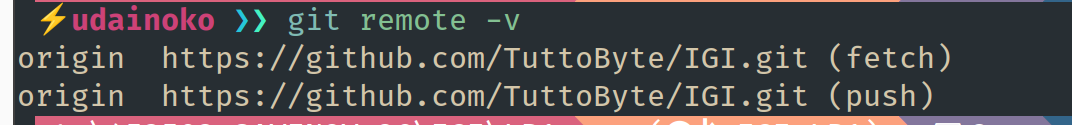 ⚡udainoko ❯❯ git remote -v
origin  https://github.com/TuttoByte/IGI.git (fetch)
origin  https://github.com/TuttoByte/IGI.git (push)